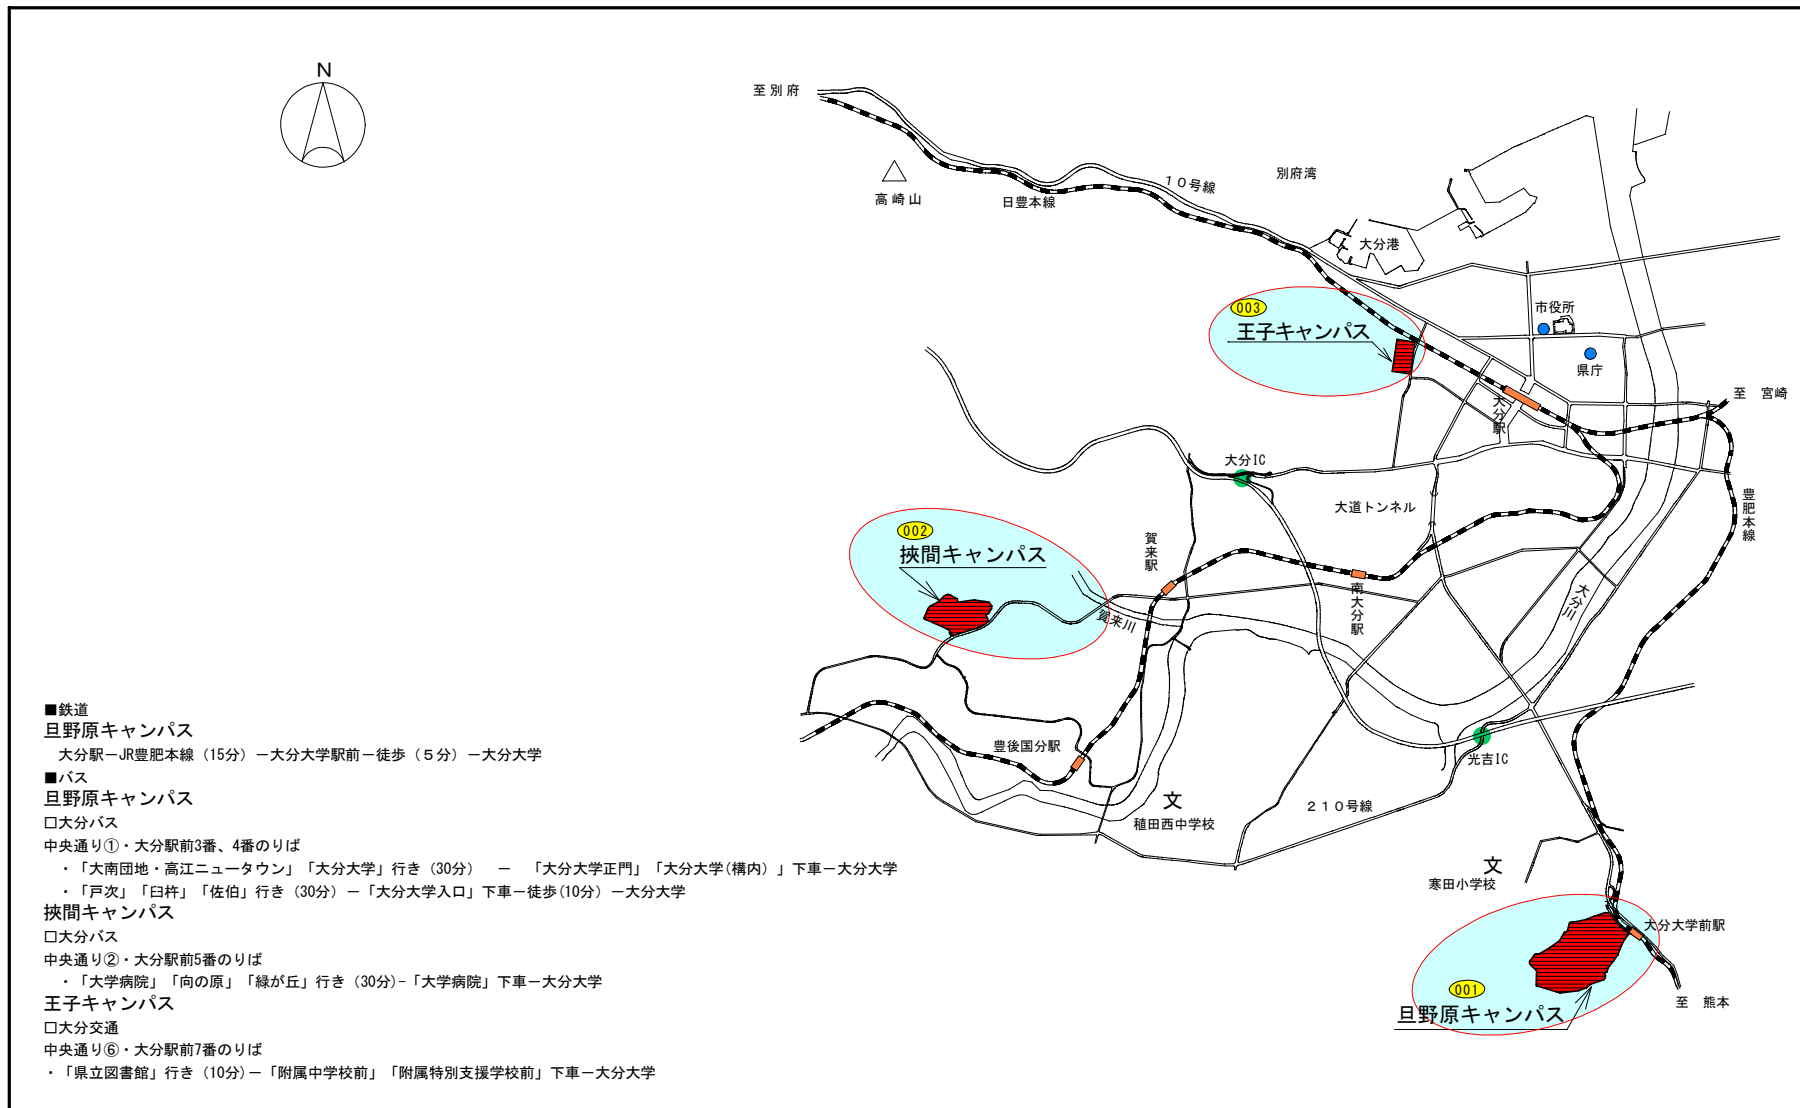 N
至別府
高崎山
日豊本線
10号線
別府湾
大分港
003
王子キャンパス
市役所
県庁
大分駅
至 宮崎
大分IC
大道トンネル
豊肥本線
002
挾間キャンパス
賀来駅
賀来川
南大分駅
大分川
豊後国分駅
光吉IC
文
稙田西中学校
210号線
文
寒田小学校
大分大学前駅
001
旦野原キャンパス
至 熊本
■鉄道
旦野原キャンパス
大分駅－JR豊肥本線（15分）－大分大学駅前－徒歩（５分）－大分大学
■バス
旦野原キャンパス
□大分バス
中央通り①・大分駅前3番、4番のりば
・「大南団地・高江ニュータウン」「大分大学」行き（30分） － 「大分大学正門」「大分大学(構内)」下車－大分大学
・「戸次」「臼杵」「佐伯」行き（30分）－「大分大学入口」下車－徒歩(10分）－大分大学
挾間キャンパス
□大分バス
中央通り②・大分駅前5番のりば
・「大学病院」「向の原」「緑が丘」行き（30分)-「大学病院」下車－大分大学
王子キャンパス
□大分交通
中央通り⑥・大分駅前7番のりば
・「県立図書館」行き（10分)－「附属中学校前」「附属特別支援学校前」下車－大分大学